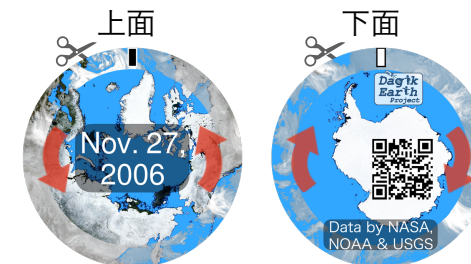 上面
下面
Nov. 27,
2006
Dagik
Earth
Project
Data by NASA,
NOAA & USGS